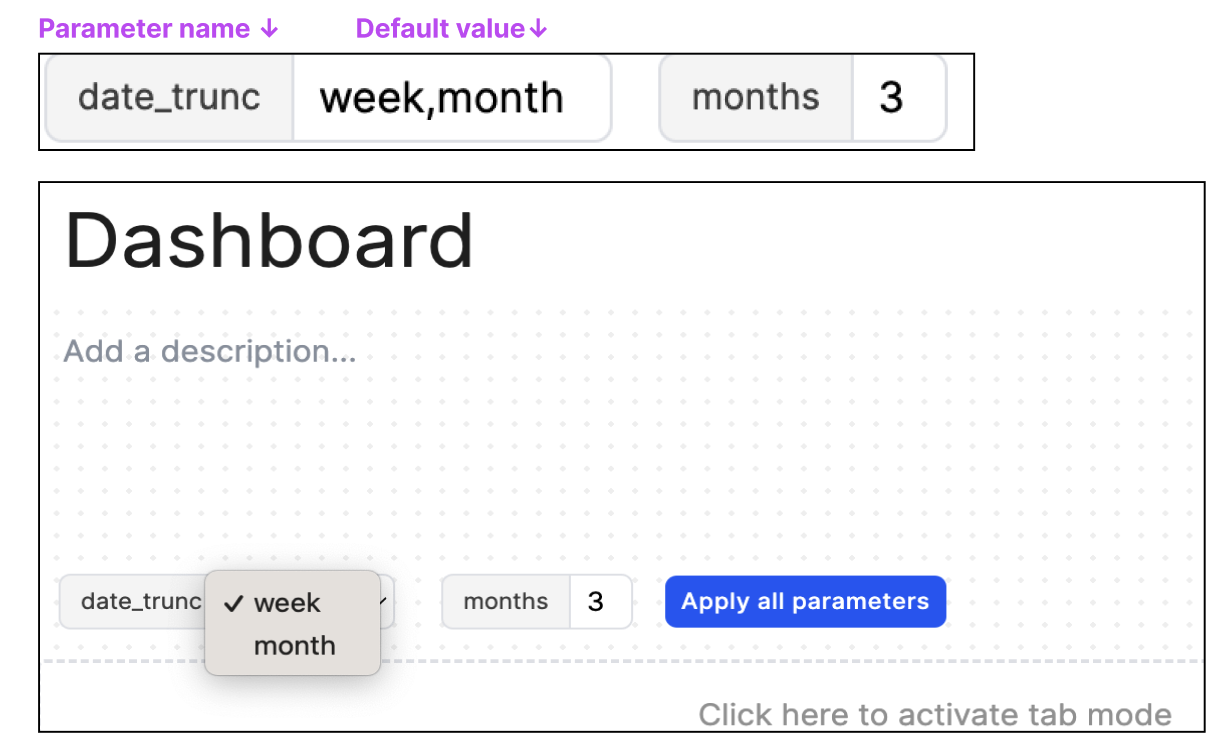 Parameter name ↓ Default value↓
date_trunc week,month months 3
Dashboard
Add a description...
date_trunc ✓ week months 3 Apply all parameters
month
Click here to activate tab mode